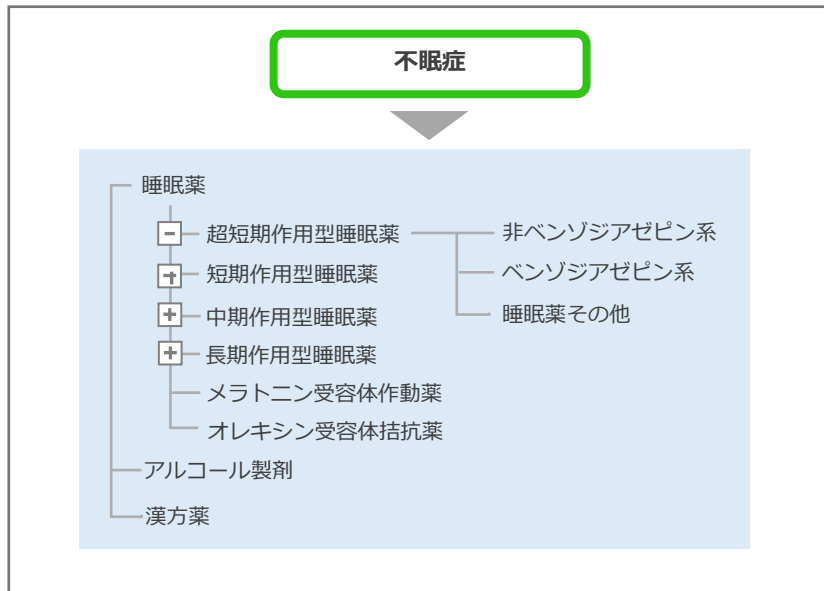 不眠症
睡眠薬
超短期作用型睡眠薬
非ベンゾジアゼピン系
短期作用型睡眠薬
ベンゾジアゼピン系
中期作用型睡眠薬
睡眠薬その他
長期作用型睡眠薬
メラトニン受容体作動薬
オレキシン受容体拮抗薬
アルコール製剤
漢方薬